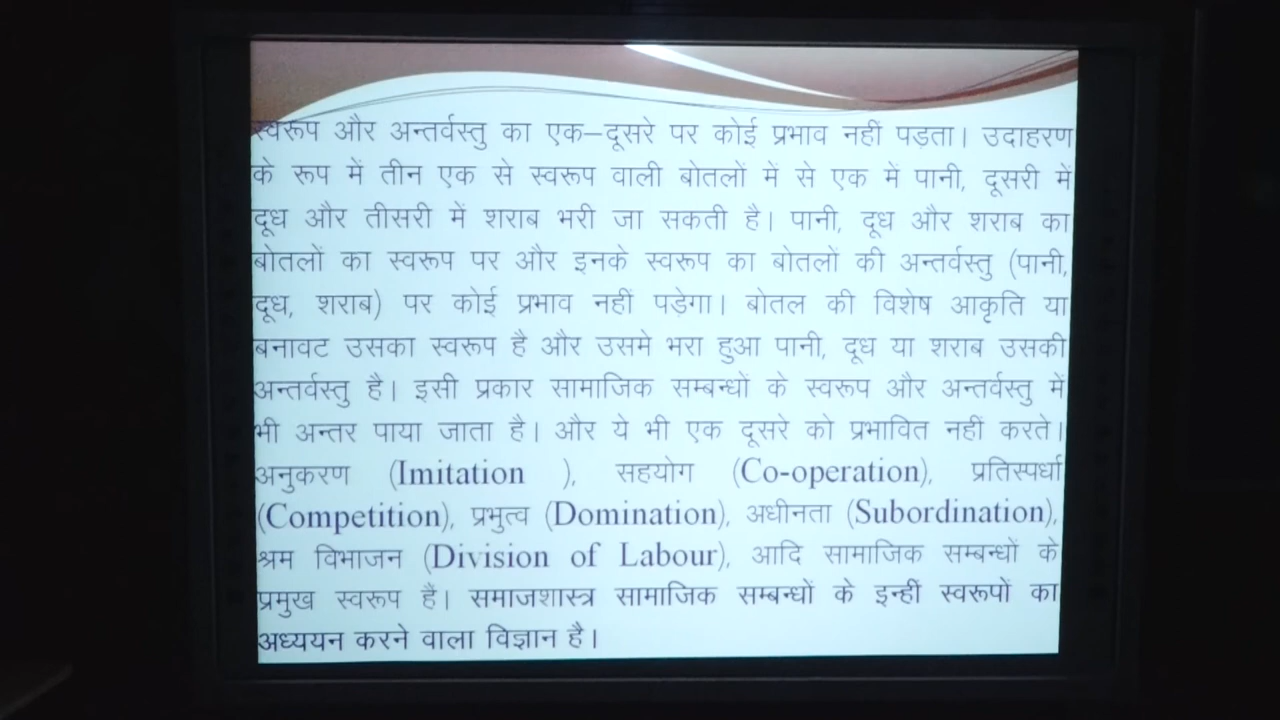 स्वरूप और अन्तर्वस्तु का एक–दूसरे पर कोई प्रभाव नहीं पड़ता। उदाहरण
के रूप में तीन एक से स्वरूप वाली बोतलों में से एक में पानी, दूसरी में
दूध और तीसरी में शराब भरी जा सकती है। पानी, दूध और शराब का
बोतलों का स्वरूप पर और इनके स्वरूप का बोतलों की अन्तर्वस्तु (पानी,
दूध, शराब) पर कोई प्रभाव नहीं पड़ेगा। बोतल की विशेष आकृति या
बनावट उसका स्वरूप है और उसमे भरा हुआ पानी, दूध या शराब उसकी
अन्तर्वस्तु है। इसी प्रकार सामाजिक सम्बन्धों के स्वरूप और अन्तर्वस्तु में
भी अन्तर पाया जाता है। और ये भी एक दूसरे को प्रभावित नहीं करते।
अनुकरण (Imitation ), सहयोग (Co-operation), प्रतिस्पर्धा
(Competition), प्रभुत्व (Domination), अधीनता (Subordination),
श्रम विभाजन (Division of Labour), आदि सामाजिक सम्बन्धों के
प्रमुख स्वरूप हैं। समाजशास्त्र सामाजिक सम्बन्धों के इन्हीं स्वरूपों का
अध्ययन करने वाला विज्ञान है।